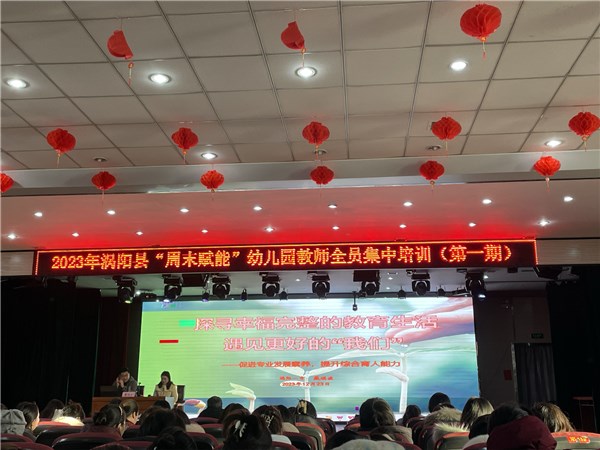 2023年涡阳县“周末赋能”幼儿园教师全员集中培训（第一期）
探寻幸福完整的教育生活
遇见更好的“我们”
——促进专业发展素养，提升综合育人能力